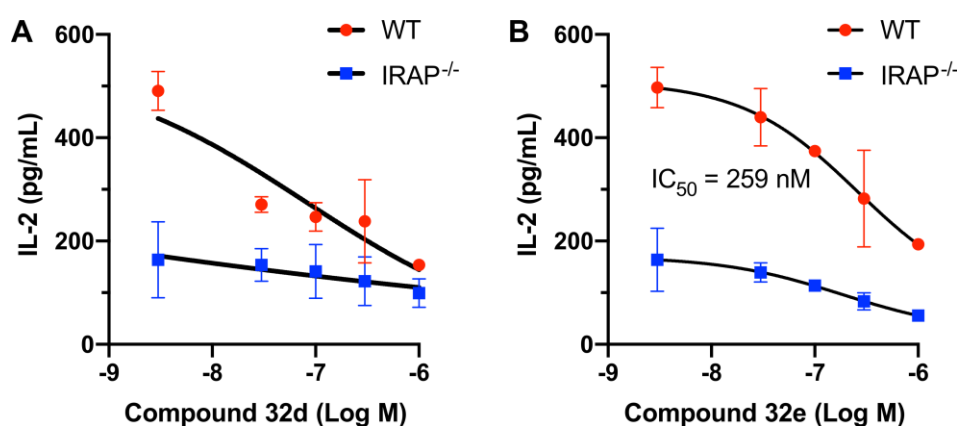 A
WT
IRAP-/-
600
400
200
0
IL-2 (pg/mL)
-9 -8 -7 -6
Compound 32d (Log M)
B
WT
IRAP-/-
600
400
200
0
IL-2 (pg/mL)
IC50 = 259 nM
-9 -8 -7 -6
Compound 32e (Log M)